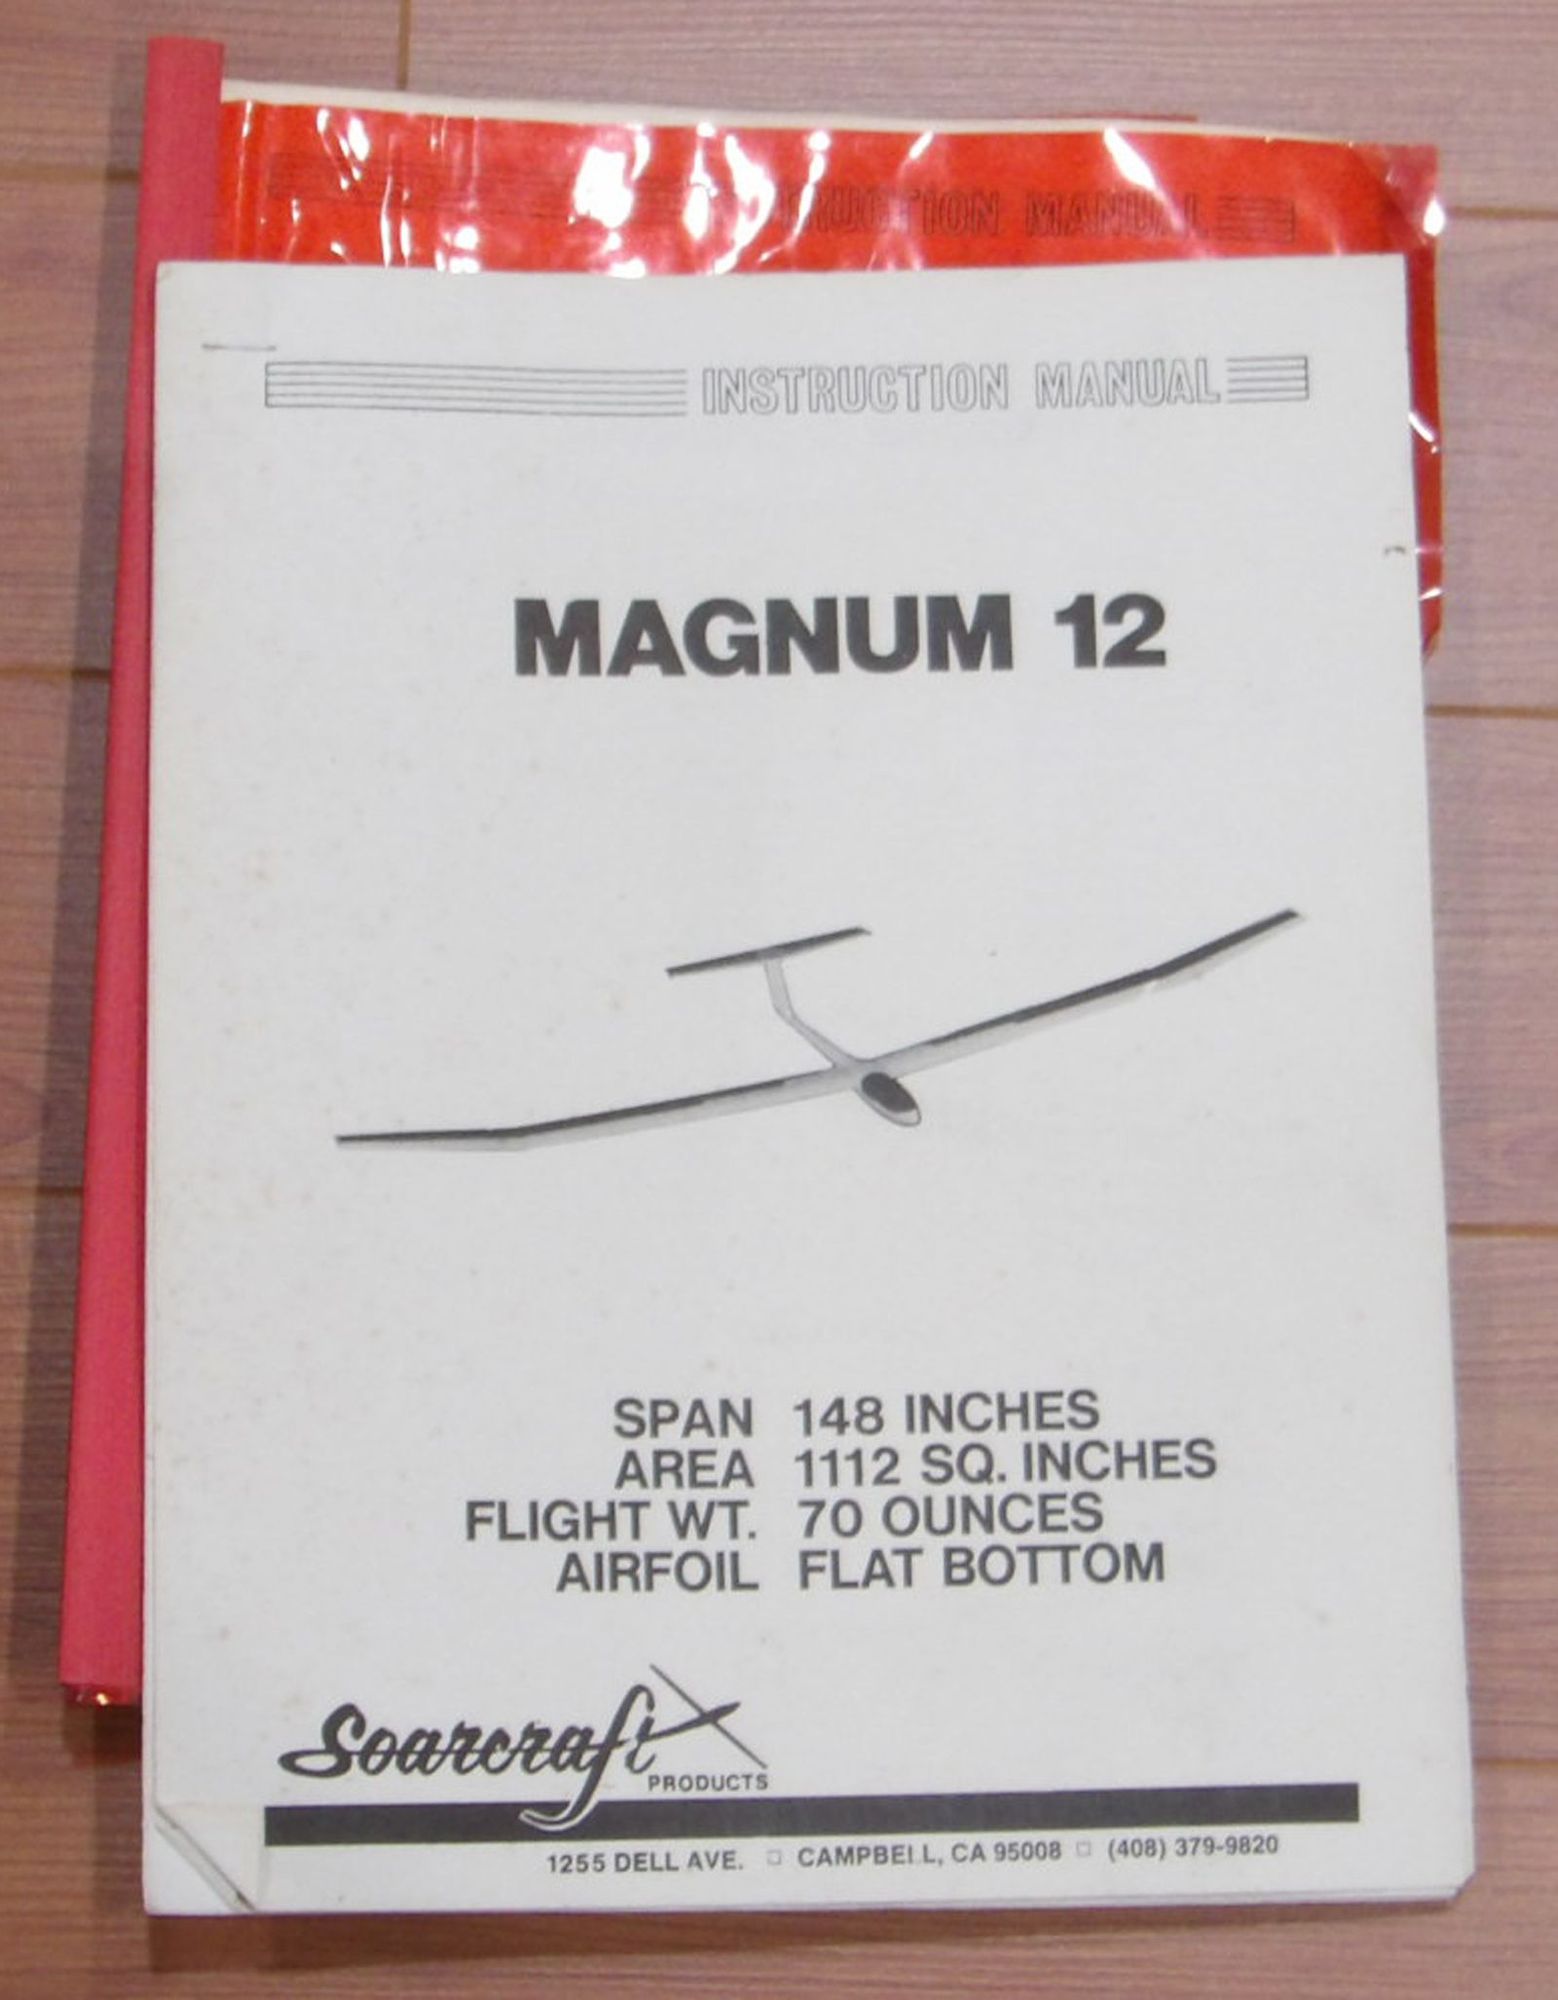 RUCTION MANUAL
INSTRUCTION MANUAL
MAGNUM 12
SPAN 148 INCHES
AREA 1112 SQ. INCHES
FLIGHT WT. 70 OUNCES
AIRFOIL FLAT BOTTOM
Soarcraft
PRODUCTS
1255 DELL AVE. □ CAMPBELL, CA 95008 □ (408) 379-9820